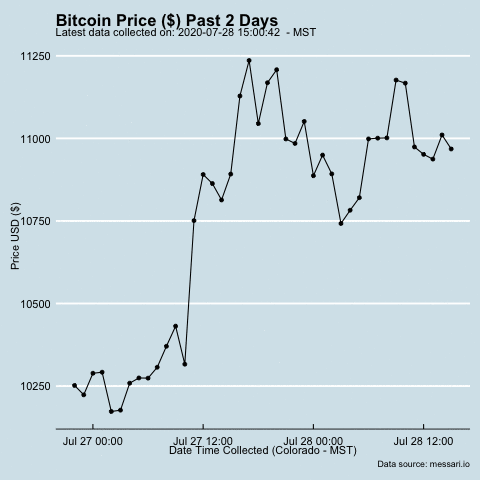 Bitcoin Price ($) Past 2 Days
Latest data collected on: 2020-07-28 15:00:42  - MST
11250
11000
10750
10500
10250
Price USD ($)
Jul 27 00:00
Jul 27 12:00
Jul 28 00:00
Jul 28 12:00
Date Time Collected (Colorado - MST)
Data source: messari.io